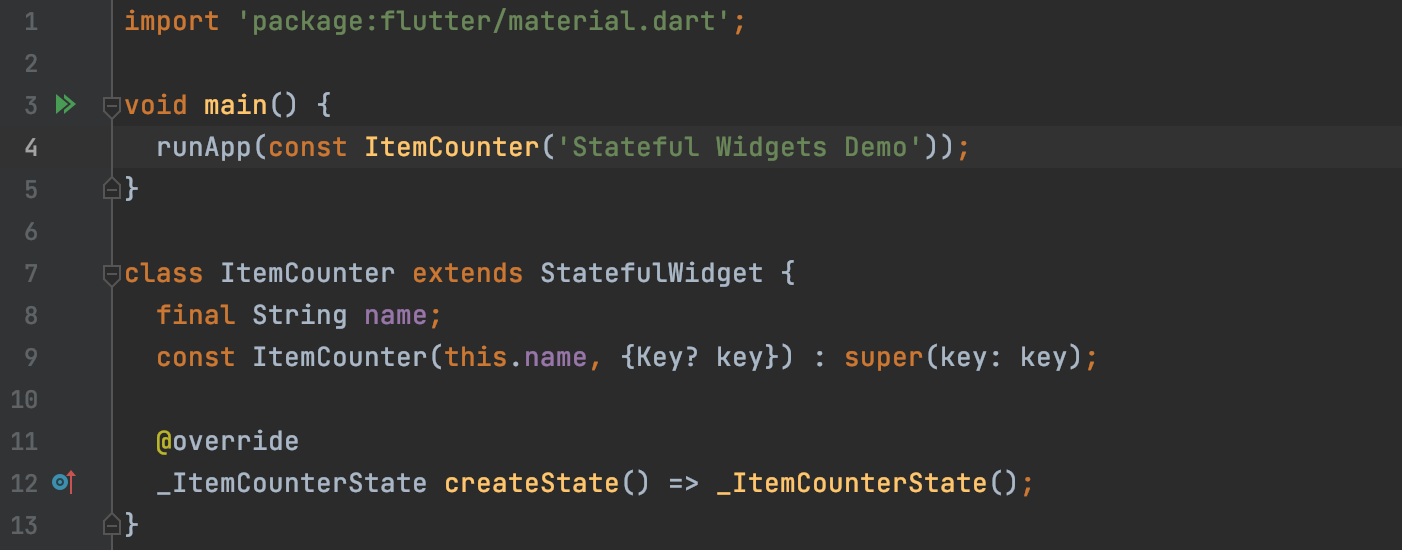 1 import 'package:flutter/material.dart';
2
3 void main() {
4   runApp(const ItemCounter('Stateful Widgets Demo'));
5 }
6
7 class ItemCounter extends StatefulWidget {
8   final String name;
9   const ItemCounter(this.name, {Key? key}) : super(key: key);
10
11   @override
12   _ItemCounterState createState() => _ItemCounterState();
13 }